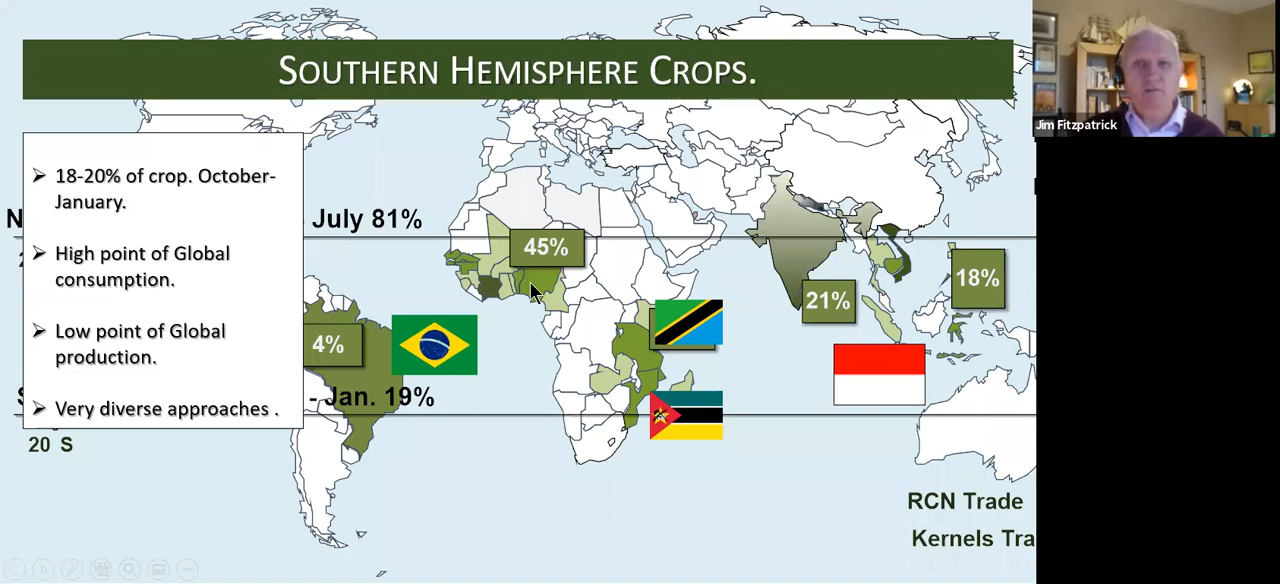 SOUTHERN HEMISPHERE CROPS.
Jim Fitzpatrick
➢ 18-20% of crop. October-
January.
➢ High point of Global
consumption.
➢ Low point of Global
production.
➢ Very diverse approaches .
N
July 81%
45%
18%
21%
4%
- Jan. 19%
20 S
RCN Trade
Kernels Tra